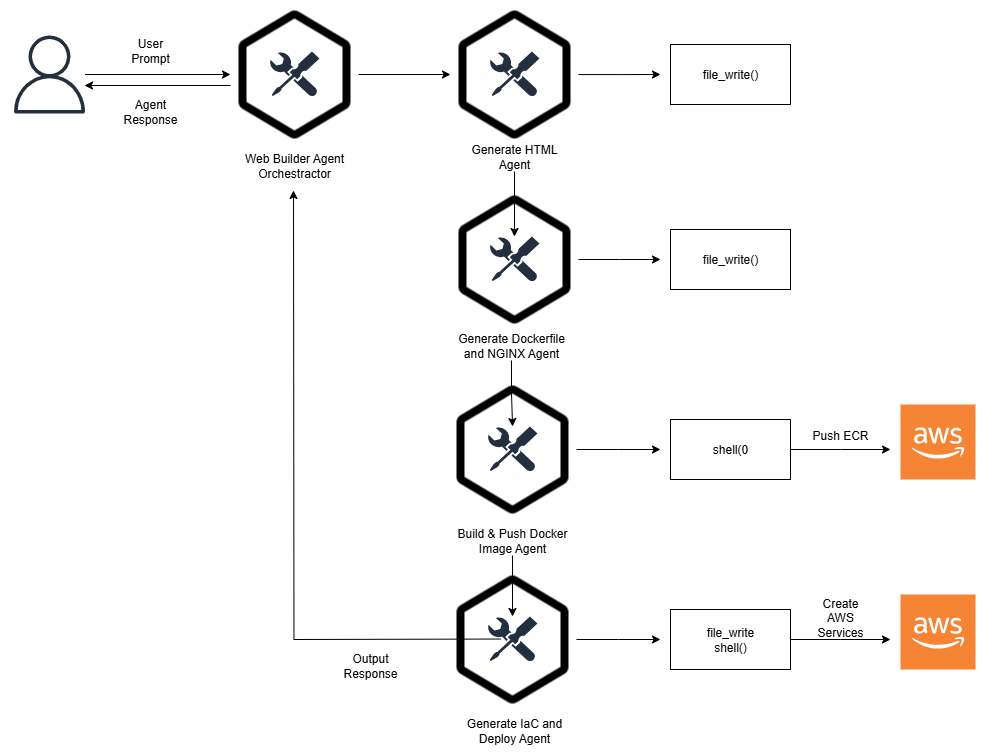 User
Prompt
Agent
Response
Web Builder Agent
Orchestractor
Generate HTML
Agent
file_write()
file_write()
Generate Dockerfile
and NGINX Agent
shell(0
Push ECR
aws
Build & Push Docker
Image Agent
file_write
shell()
Create
AWS
Services
aws
Output
Response
Generate IaC and
Deploy Agent